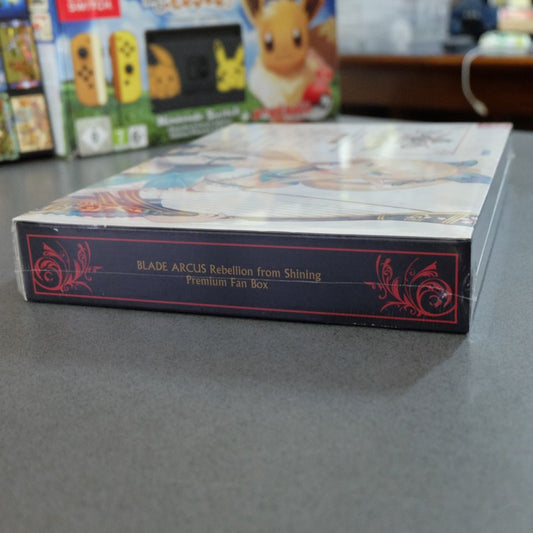 SWITCH
BLADE ARCUS Rebellion from Shining
Premium Fan Box